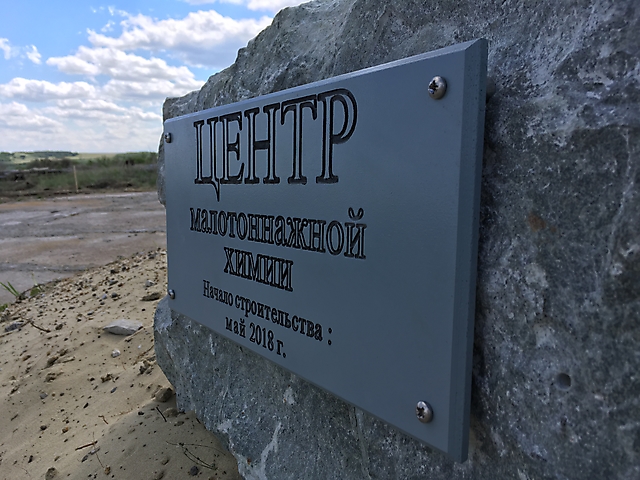 ЦЕНТР
МАЛОТОННАЖНОЙ
ХИМИИ
Начало строительства :
май 2018 г.